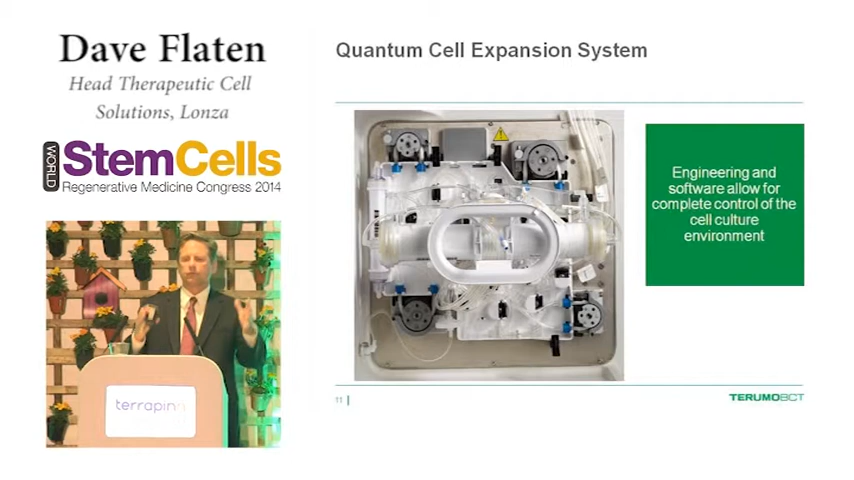 Dave Flaten
Head Therapeutic Cell
Solutions, Lonza
WORLD
StemCells
Regenerative Medicine Congress 2014
terrapinn
Quantum Cell Expansion System
Engineering and
software allow for
complete control of the
cell culture
environment
11 |
TERUMOBCT